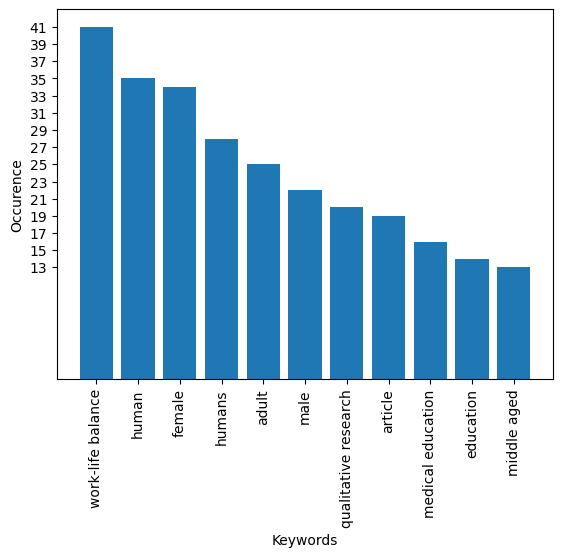 41
39
37
35
33
31
29
27
25
23
21
19
17
15
13
Occurence
work-life balance
human
female
humans
adult
male
qualitative research
article
medical education
education
middle aged
Keywords